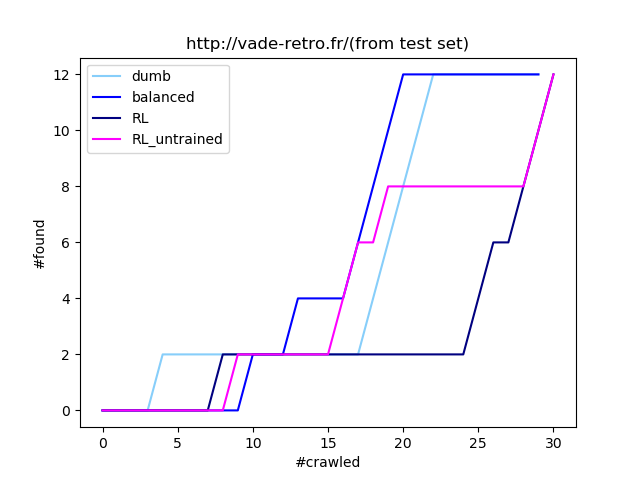 http://vade-retro.fr/(from test set)
dumb
balanced
RL
RL_untrained
12
10
8
6
4
2
0
#found
0 5 10 15 20 25 30
#crawled